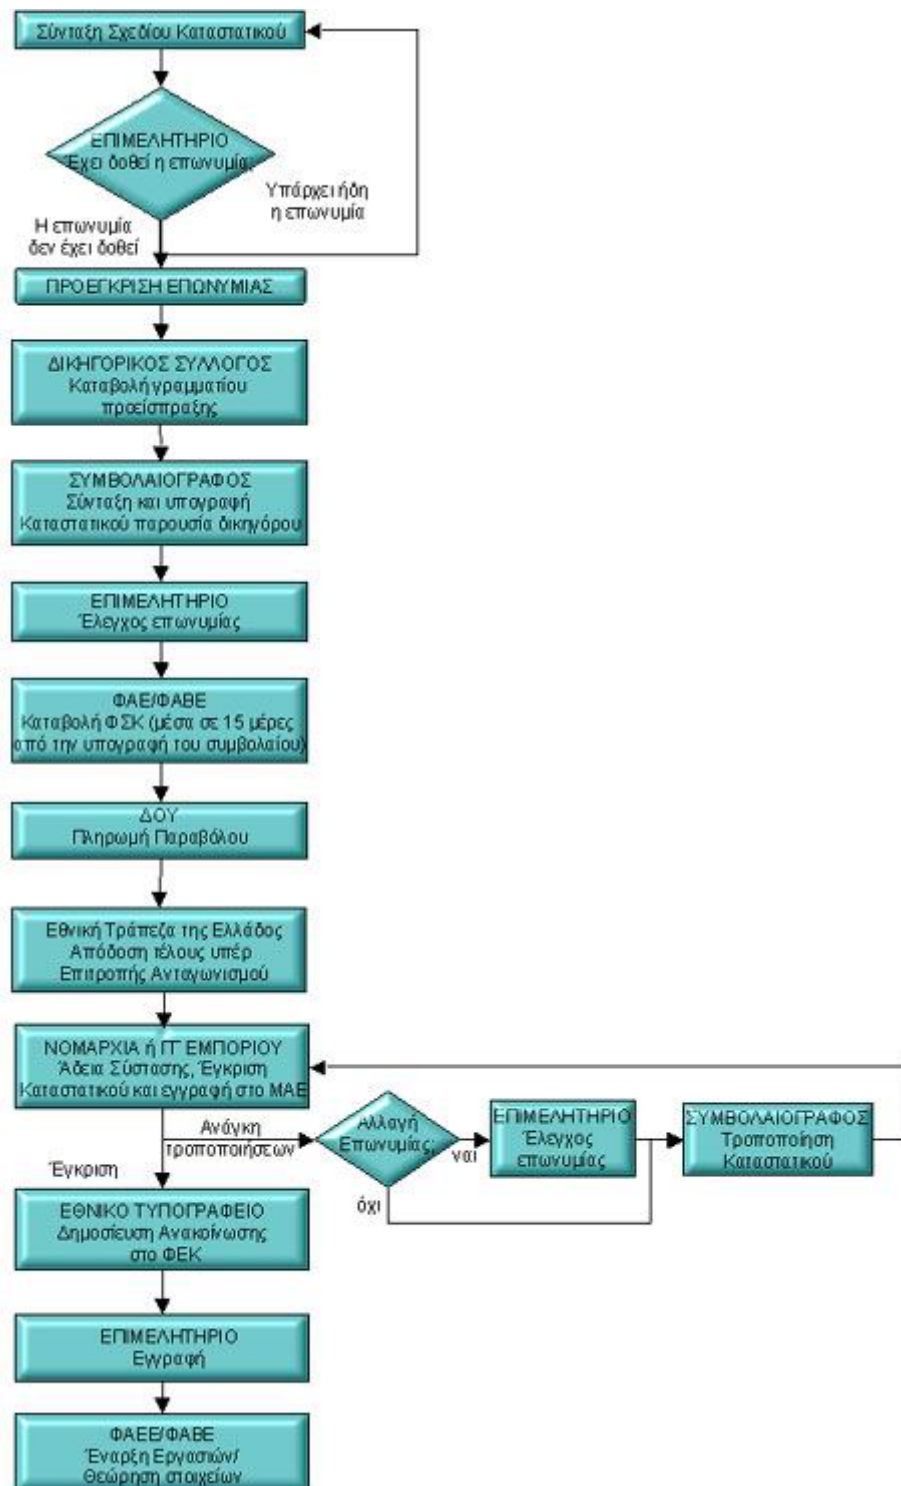 Σύνταξη Σχεδίου Καταστατικού
ΕΠΙΜΕΛΗΤΗΡΙΟ
Έχει δοθεί η επωνυμία;
Υπάρχει ήδη
η επωνυμία
Η επωνυμία
δεν έχει δοθεί
ΠΡΟΕΓΚΡΙΣΗ ΕΠΩΝΥΜΙΑΣ
ΔΙΚΗΓΟΡΙΚΟΣ ΣΥΛΛΟΓΟΣ
Καταβολή γραμματίου
προείσπραξης
ΣΥΜΒΟΛΑΙΟΓΡΑΦΟΣ
Σύνταξη και υπογραφή
Καταστατικού παρουσία δικηγόρου
ΕΠΙΜΕΛΗΤΗΡΙΟ
Έλεγχος επωνυμίας
ΦΑΕ/ΦΑΒΕ
Καταβολή ΦΣΚ (μέσα σε 15 μέρες
από την υπογραφή του συμβολαίου)
ΔΟΥ
Πληρωμή Παραβόλου
Εθνική Τράπεζα της Ελλάδος
Απόδοση τέλους υπέρ
Επιτροπής Ανταγωνισμού
ΝΟΜΑΡΧΙΑ ή ΓΓ ΕΜΠΟΡΙΟΥ
Άδεια Σύστασης, Έγκριση
Καταστατικού και εγγραφή στο ΜΑΕ
Ανάγκη
τροποποιήσεων
Αλλαγή
Επωνυμίας;
ναί
όχι
ΕΠΙΜΕΛΗΤΗΡΙΟ
Έλεγχος
επωνυμίας
ΣΥΜΒΟΛΑΙΟΓΡΑΦΟΣ
Τροποποίηση
Καταστατικού
Έγκριση
ΕΘΝΙΚΟ ΤΥΠΟΓΡΑΦΕΙΟ
Δημοσίευση Ανακοίνωσης
στο ΦΕΚ
ΕΠΙΜΕΛΗΤΗΡΙΟ
Εγγραφή
ΦΑΕΕ/ΦΑΒΕ
Έναρξη Εργασιών/
Θεώρηση στοιχείων